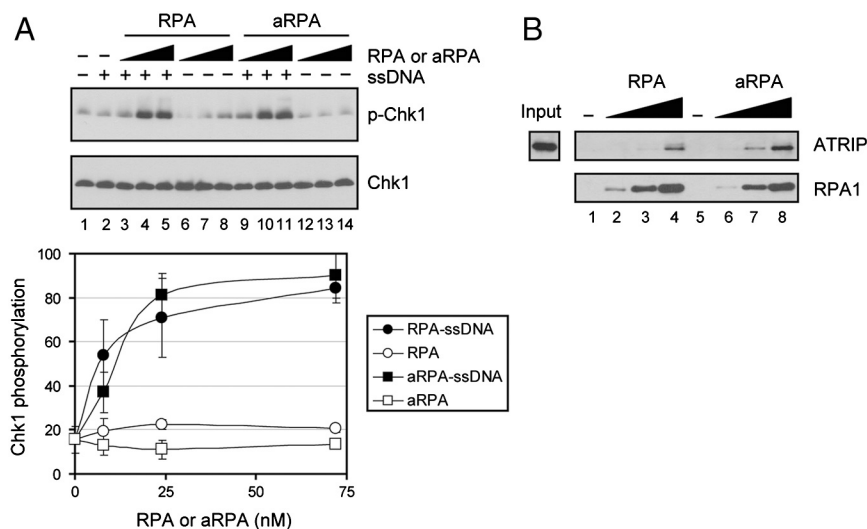 A
RPA aRPA
RPA or aRPA
– – + + + – – – + + + – – –
– + + + + – – – + + + – – –
ssDNA
p-Chk1
Chk1
1 2 3 4 5 6 7 8 9 10 11 12 13 14
100
80
60
40
20
0
Chk1 phosphorylation
0 25 50 75
RPA or aRPA (nM)
RPA-ssDNA
RPA
aRPA-ssDNA
aRPA
B
RPA aRPA
Input – –
ATRIP
RPA1
1 2 3 4 5 6 7 8